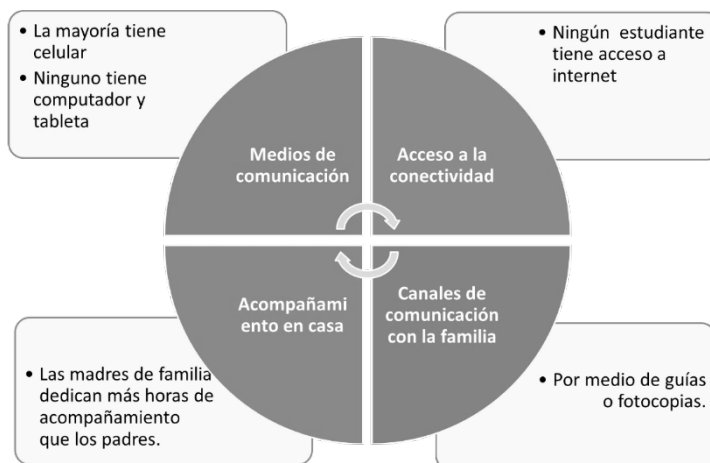 • La mayoría tiene
celular
• Ninguno tiene
computador y
tableta
• Ningún estudiante
tiene acceso a
internet
Medios de
comunicación
Acceso a la
conectividad
Acompañami
ento en casa
Canales de
comunicación
con la familia
• Las madres de familia
dedican más horas de
acompañamiento
que los padres.
• Por medio de guías
o fotocopias.